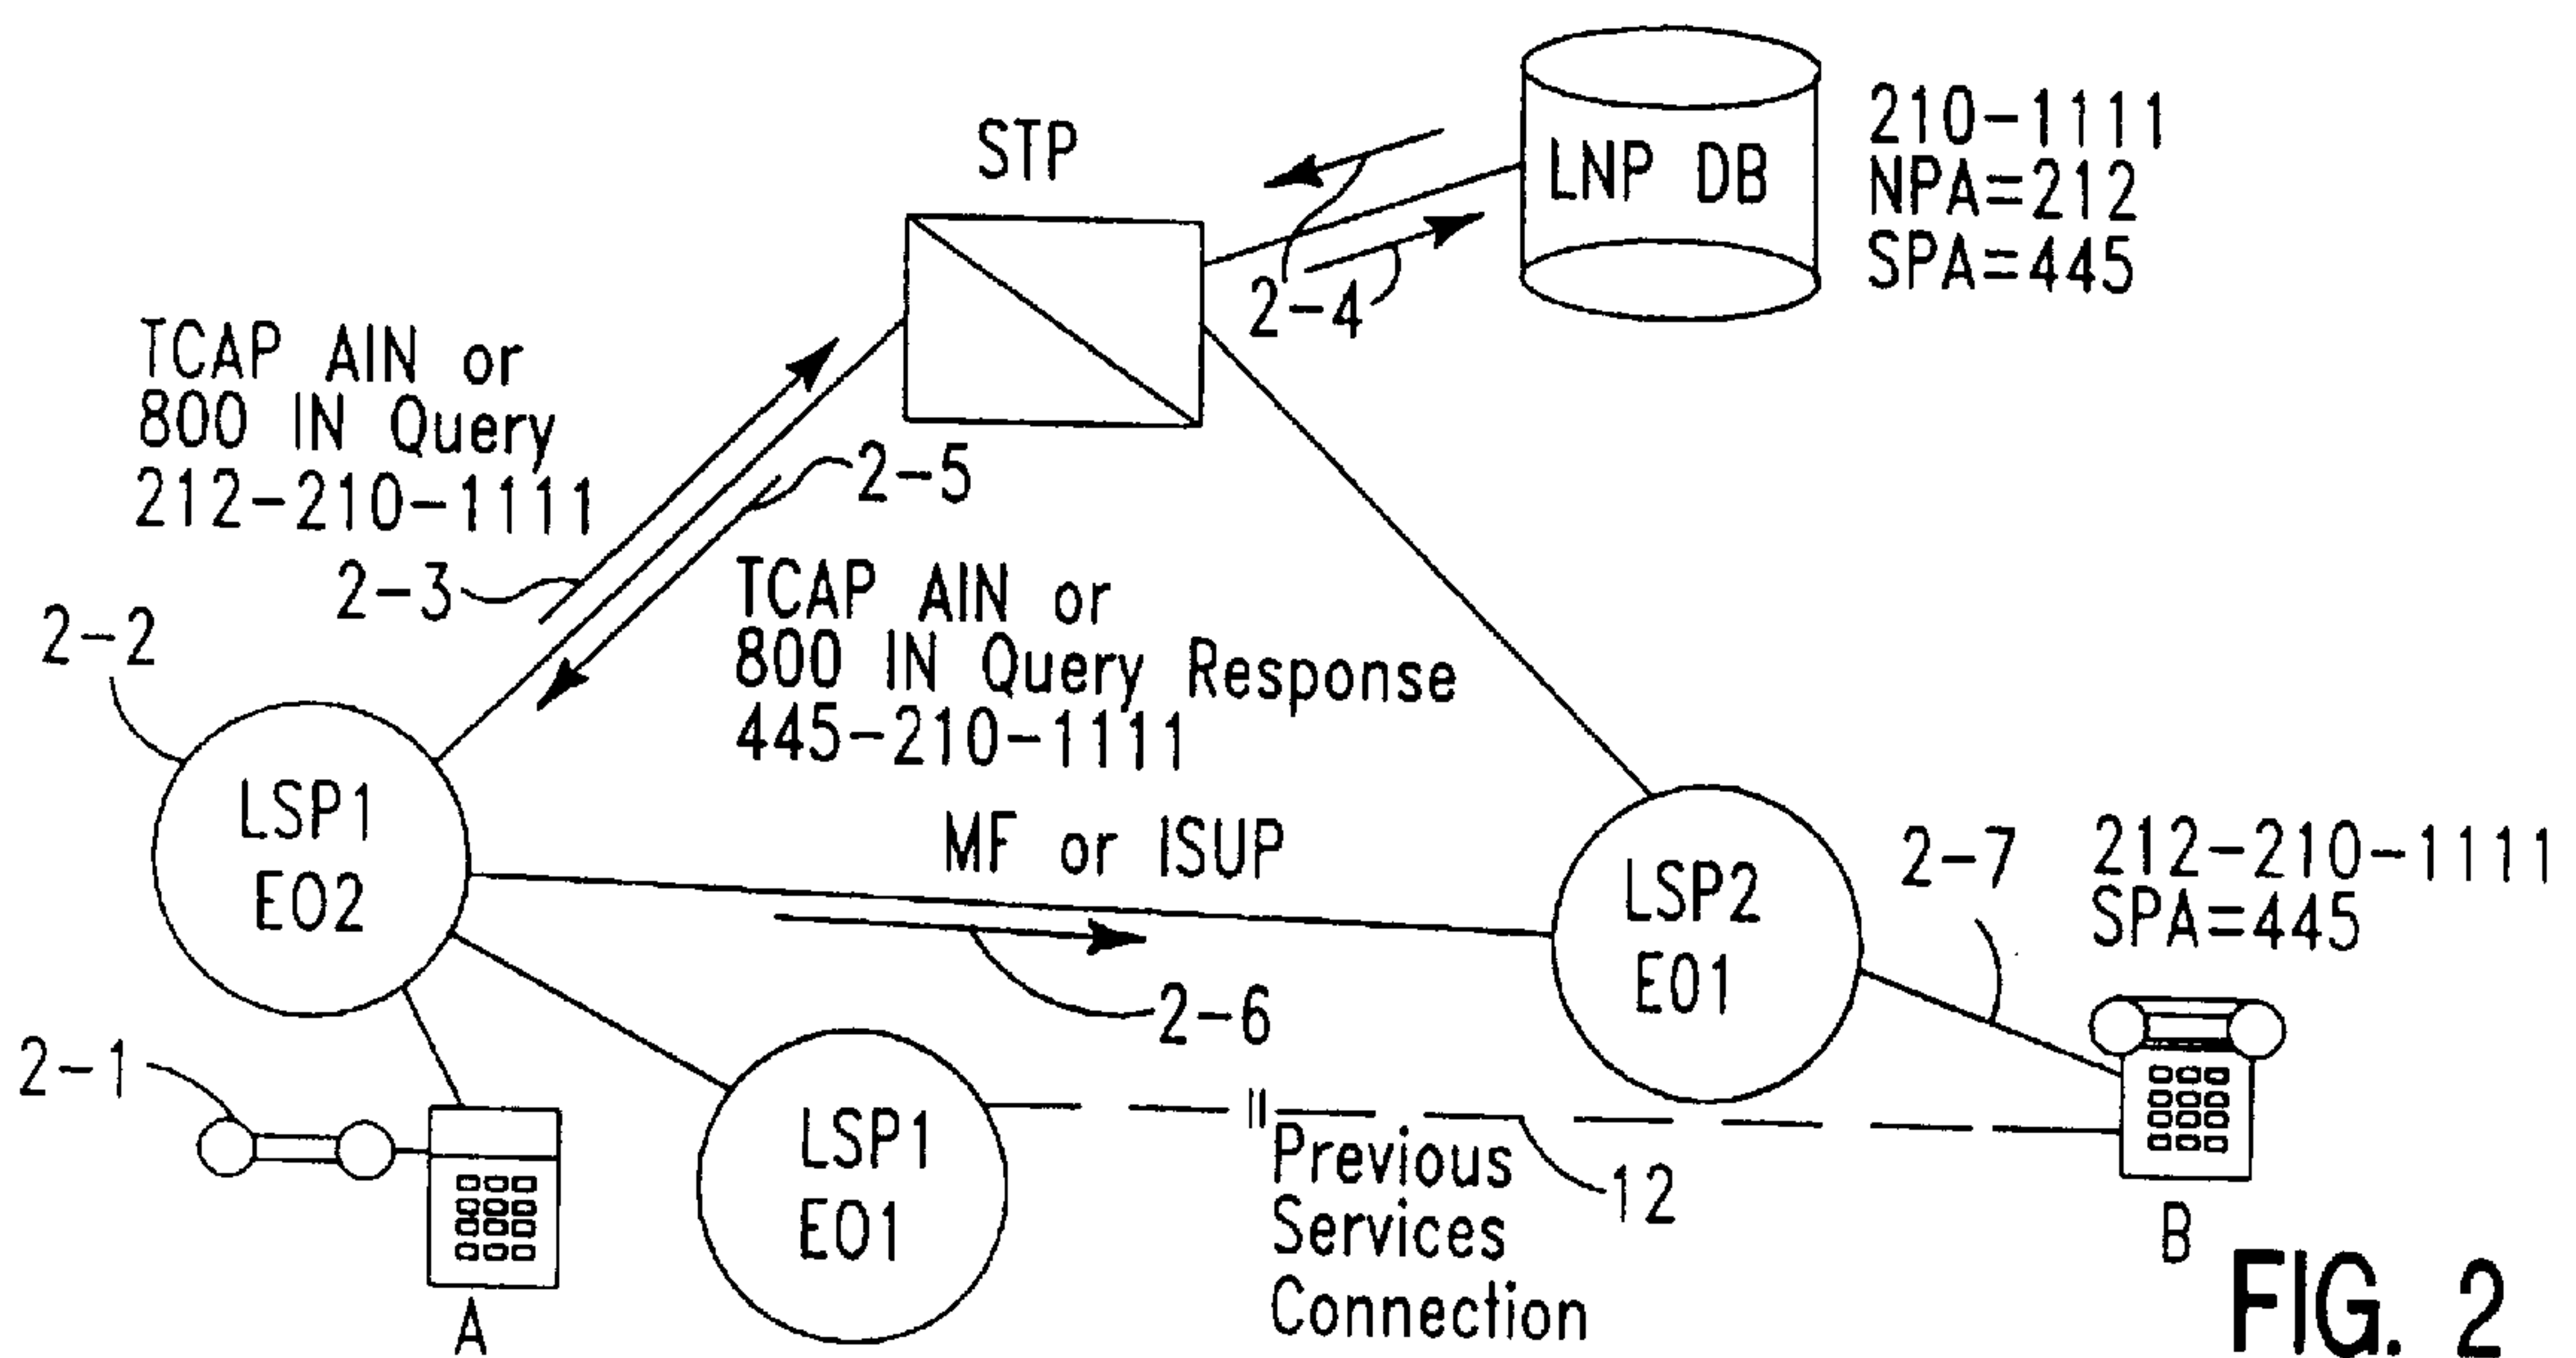 STP
LNP DB
210-1111
NPA=212
SPA=445
2-4
TCAP AIN or
800 IN Query
212-210-1111
2-5
2-3
TCAP AIN or
800 IN Query Response
445-210-1111
2-2
LSP1
EO2
MF or ISUP
2-6
LSP2
EO1
2-7
212-210-1111
SPA=445
2-1
A
LSP1
EO1
Previous
Services
Connection
12
B
FIG. 2